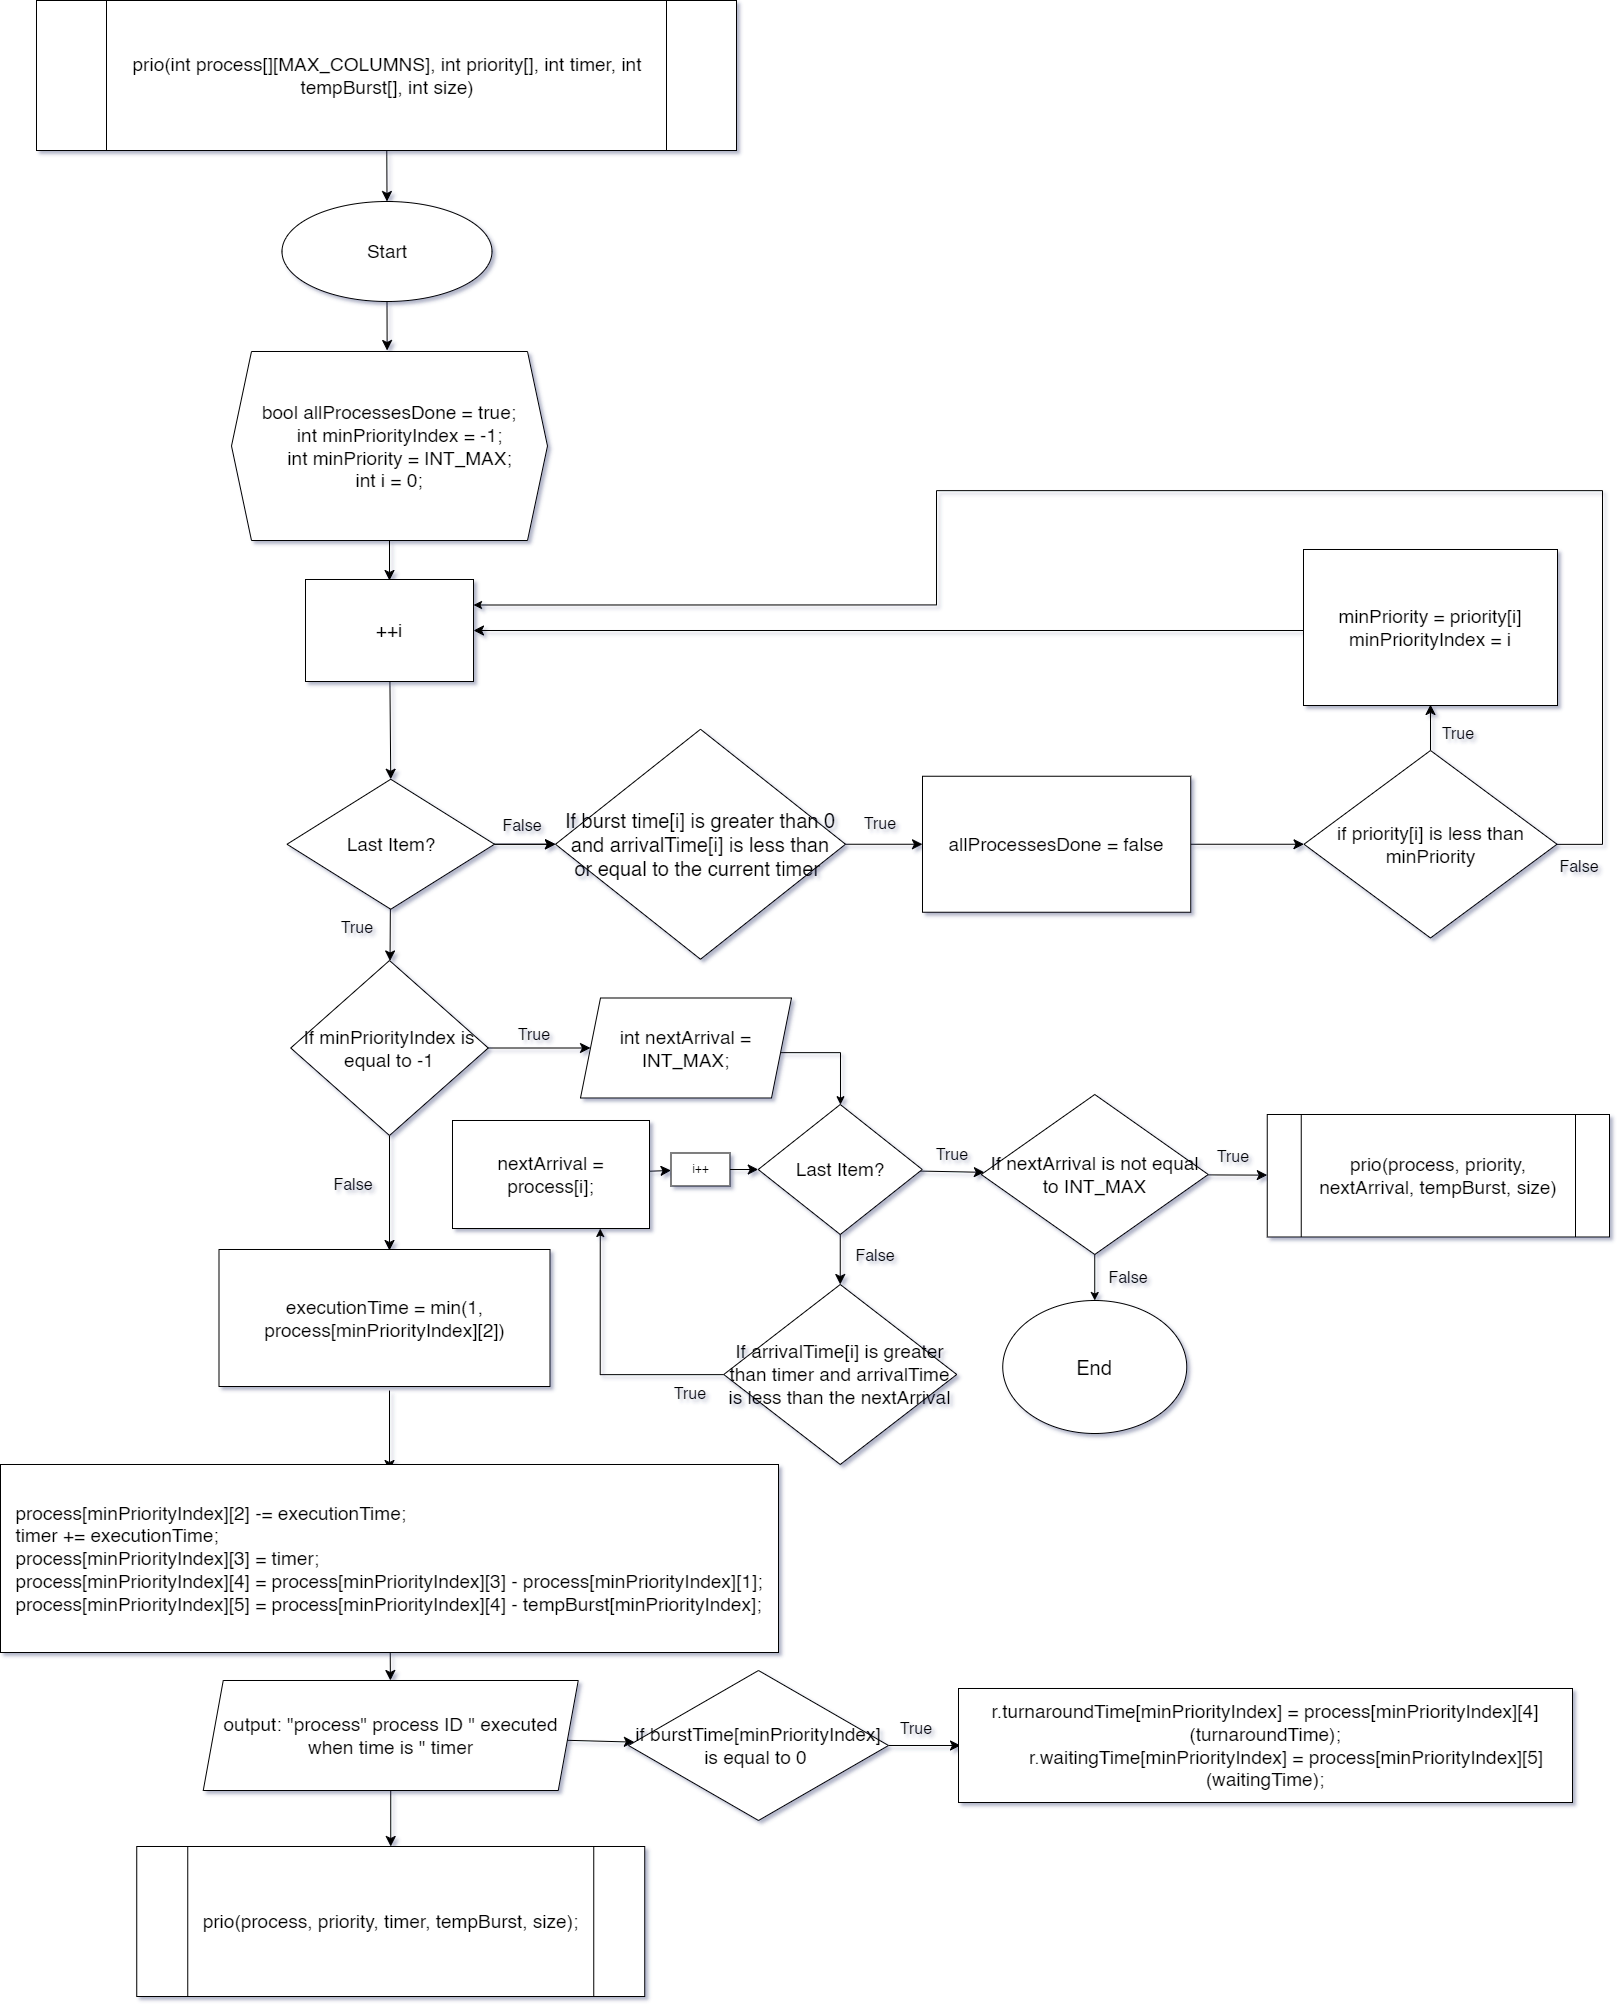 prio(int process[][MAX_COLUMNS], int priority[], int timer, int
tempBurst[], int size)
Start
bool allProcessesDone = true;
int minPriorityIndex = -1;
int minPriority = INT_MAX;
int i = 0;
++i
minPriority = priority[i]
minPriorityIndex = i
True
Last Item?
False
If burst time[i] is greater than 0
and arrivalTime[i] is less than
or equal to the current timer
True
allProcessesDone = false
if priority[i] is less than
minPriority
False
True
If minPriorityIndex is
equal to -1
True
int nextArrival =
INT_MAX;
nextArrival =
process[i];
i++
Last Item?
True
If nextArrival is not equal
to INT_MAX
True
prio(process, priority,
nextArrival, tempBurst, size)
False
False
False
End
If arrivalTime[i] is greater
than timer and arrivalTime
is less than the nextArrival
True
executionTime = min(1,
process[minPriorityIndex][2])
process[minPriorityIndex][2] -= executionTime;
timer += executionTime;
process[minPriorityIndex][3] = timer;
process[minPriorityIndex][4] = process[minPriorityIndex][3] - process[minPriorityIndex][1];
process[minPriorityIndex][5] = process[minPriorityIndex][4] - tempBurst[minPriorityIndex];
output: "process" process ID " executed
when time is " timer
if burstTime[minPriorityIndex]
is equal to 0
True
r.turnaroundTime[minPriorityIndex] = process[minPriorityIndex][4]
(turnaroundTime);
r.waitingTime[minPriorityIndex] = process[minPriorityIndex][5]
(waitingTime);
prio(process, priority, timer, tempBurst, size);